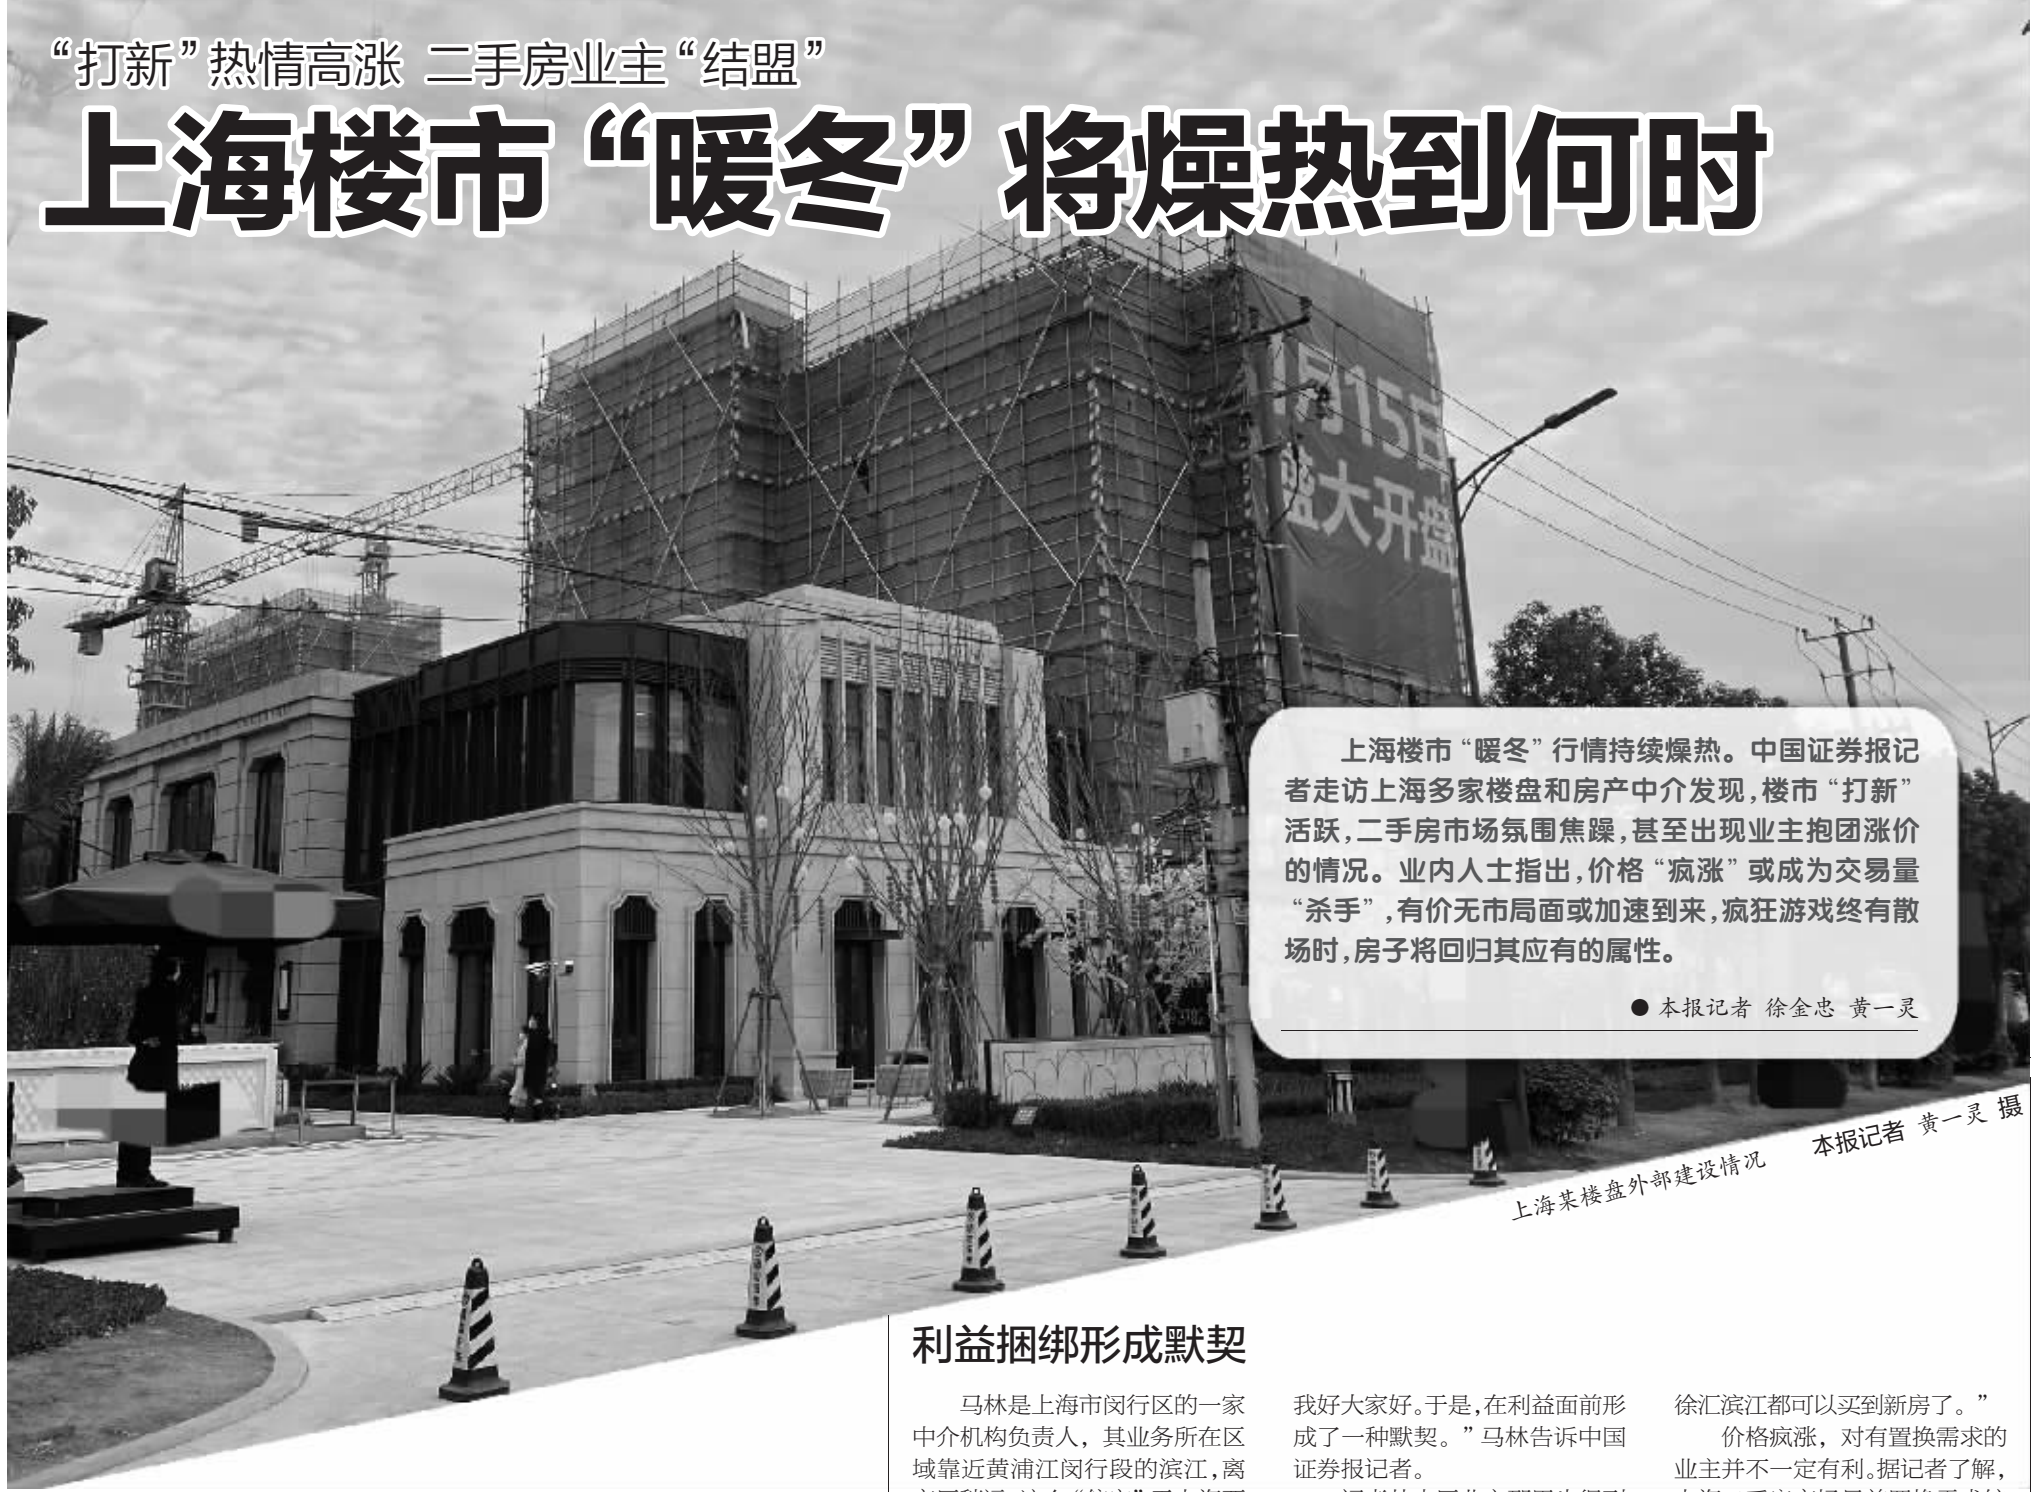 “打新”热情高涨 二手房业主“结盟”
上海楼市“暖冬”将燥热到何时
月15日
盛大开盘
上海楼市“暖冬”行情持续燥热。中国证券报记
者走访上海多家楼盘和房产中介发现,楼市“打新”
活跃,二手房市场氛围焦躁,甚至出现业主抱团涨价
的情况。业内人士指出,价格“疯涨”或成为交易量
“杀手”,有价无市局面或加速到来,疯狂游戏终有散
场时,房子将回归其应有的属性。
● 本报记者 徐金忠 黄一灵
上海某楼盘外部建设情况 本报记者 黄一灵 摄
利益捆绑形成默契
马林是上海市闵行区的一家
中介机构负责人，其业务所在区
域靠近黄浦江闵行段的滨江,离
我好大家好。于是,在利益面前形
成了一种默契。”马林告诉中国
证券报记者。
徐汇滨江都可以买到新房了。”
价格疯涨，对有置换需求的
业主并不一定有利。据记者了解，